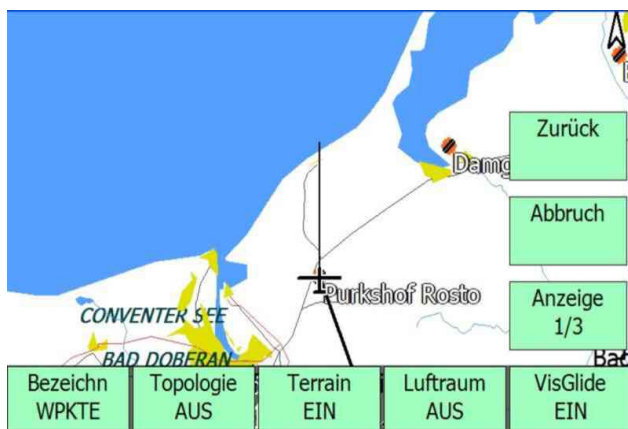 Zurück
Damg
Abbruch
Purkshof Rosto
Anzeige
1/3
CONVENTER SEE
BAD DOBERAN
Bad
Bezeichn
WPKTE
Topologie
AUS
Terrain
EIN
Luftraum
AUS
VisGlide
EIN